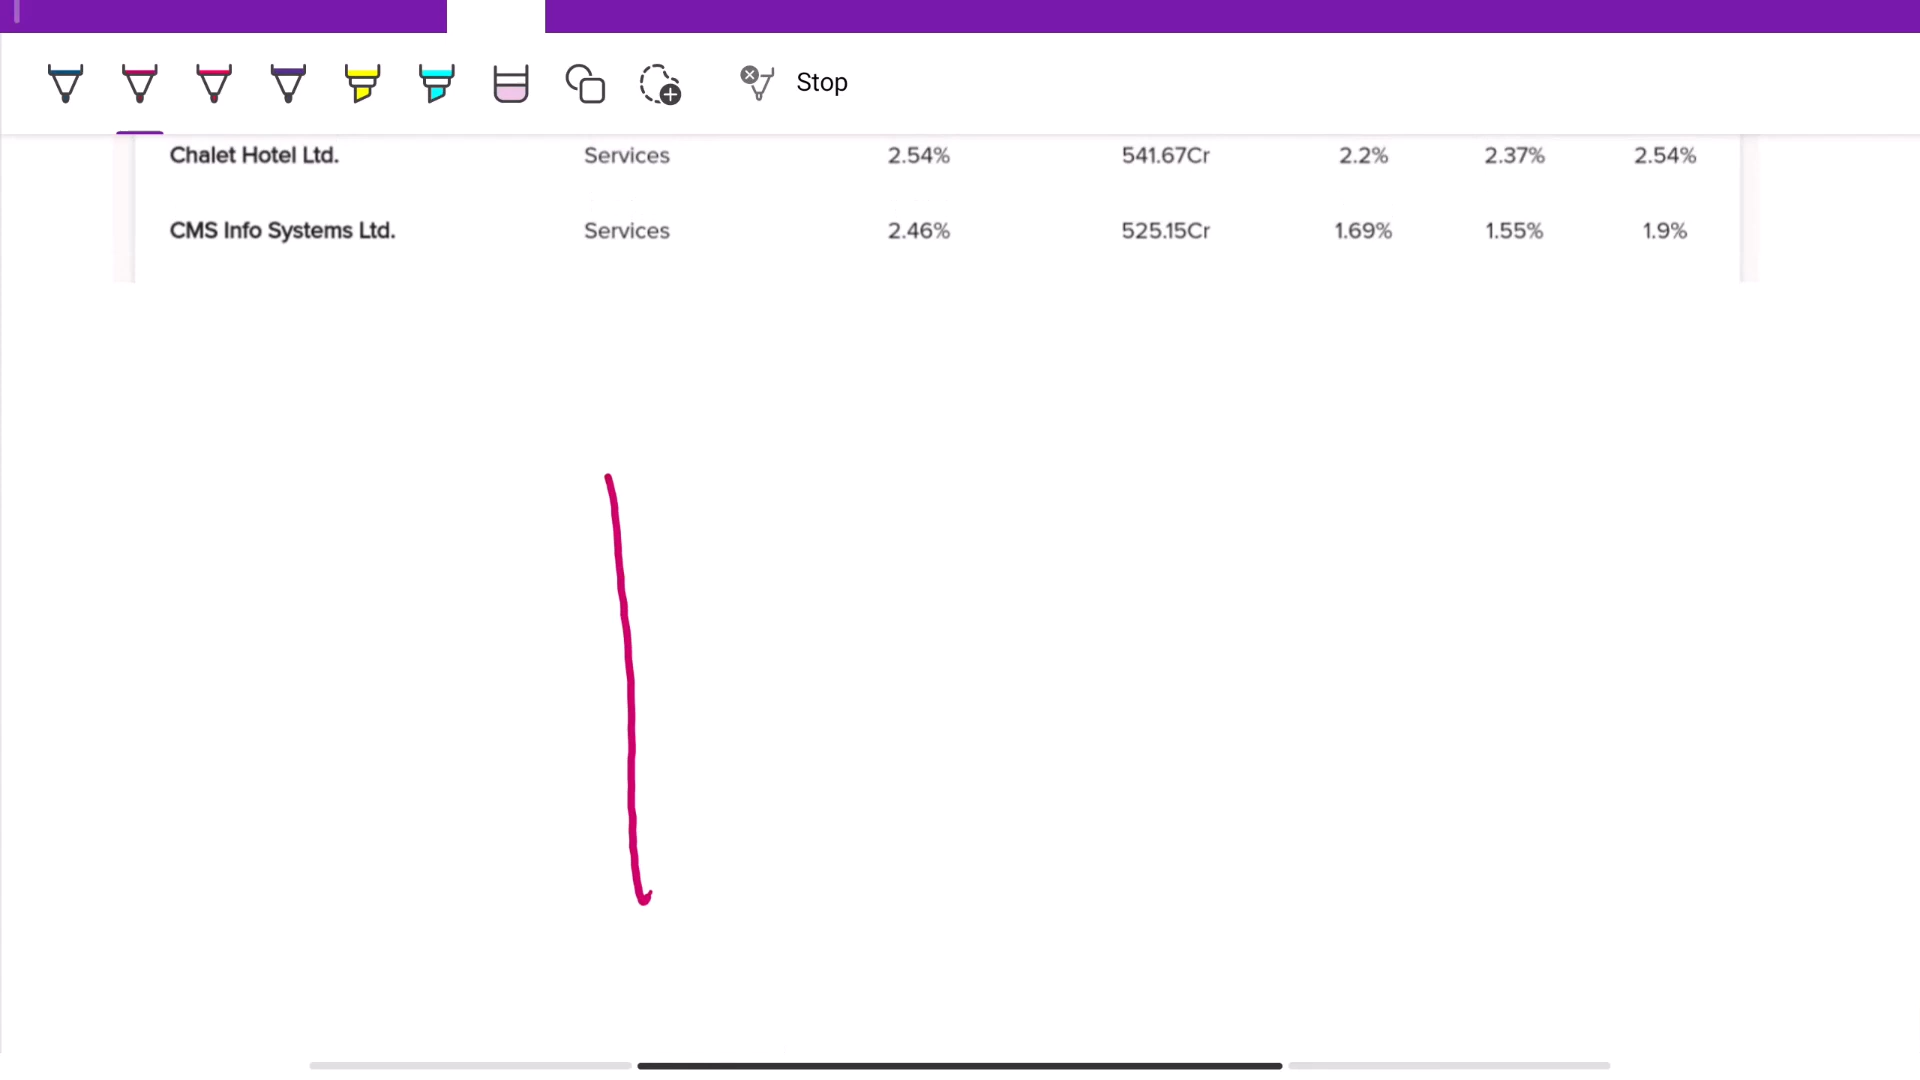 Stop
Chalet Hotel Ltd. Services 2.54% 541.67Cr 2.2% 2.37% 2.54%
CMS Info Systems Ltd. Services 2.46% 525.15Cr 1.69% 1.55% 1.9%